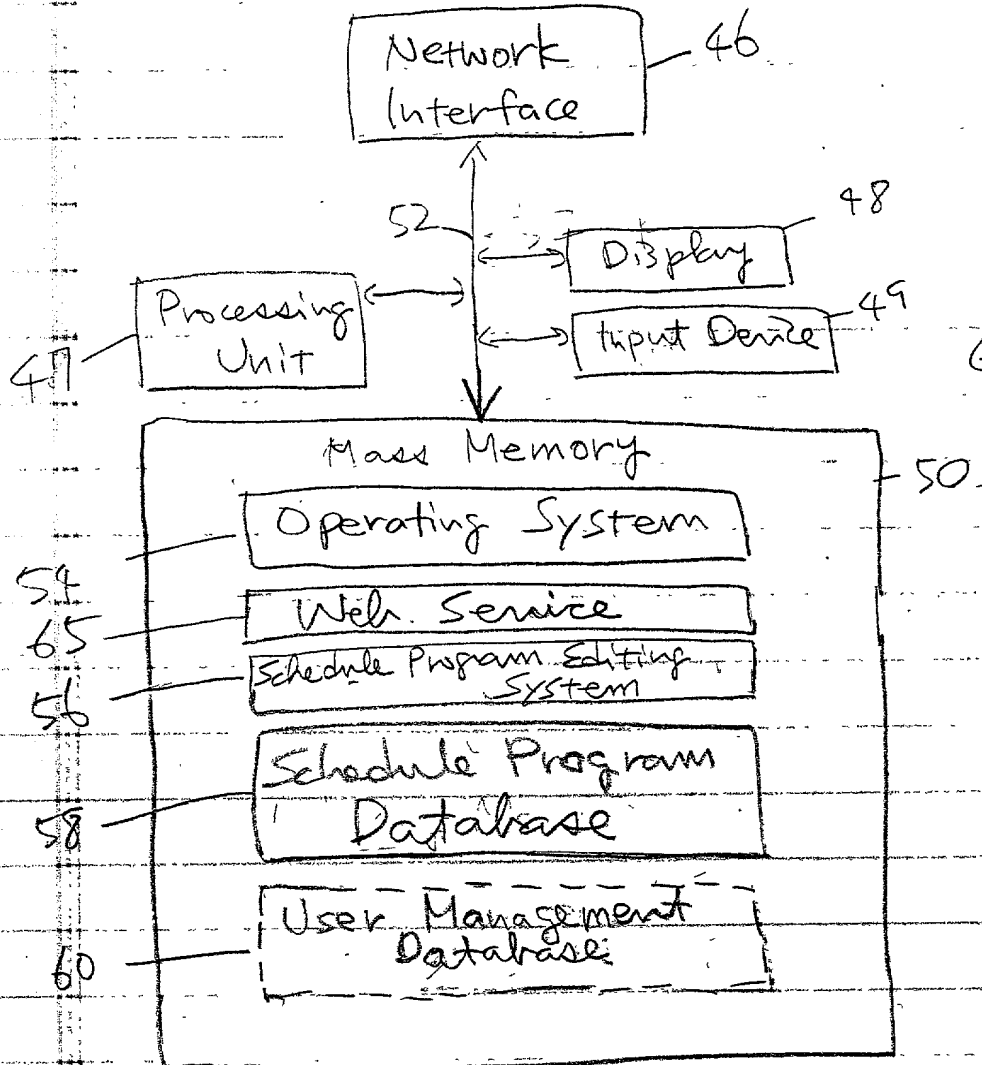 Network
Interface
46
52
48
Display
Processing
Unit
47
49
Input Device
Mass Memory
50
Operating System
54
Web Service
65
Schedule Program Editing
System
56
Schedule Program
Database
58
User Management
Database
60